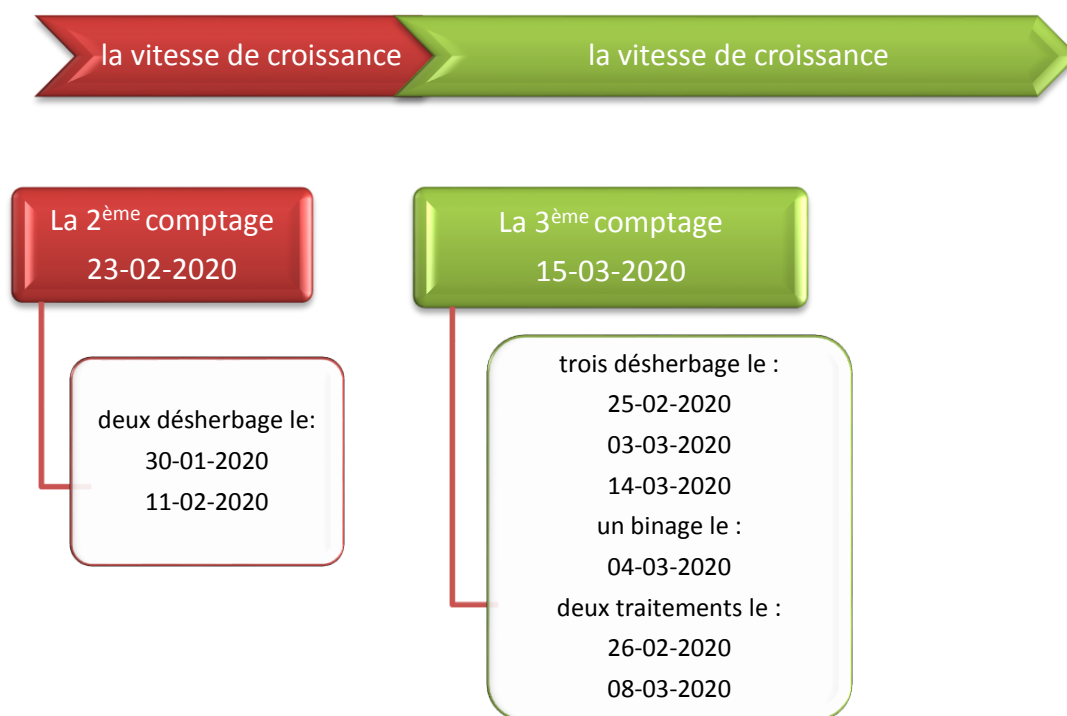 la vitesse de croissance
la vitesse de croissance
La 2ème comptage
23-02-2020
deux désherbage le:
30-01-2020
11-02-2020
La 3ème comptage
15-03-2020
trois désherbage le :
25-02-2020
03-03-2020
14-03-2020
un binage le :
04-03-2020
deux traitements le :
26-02-2020
08-03-2020